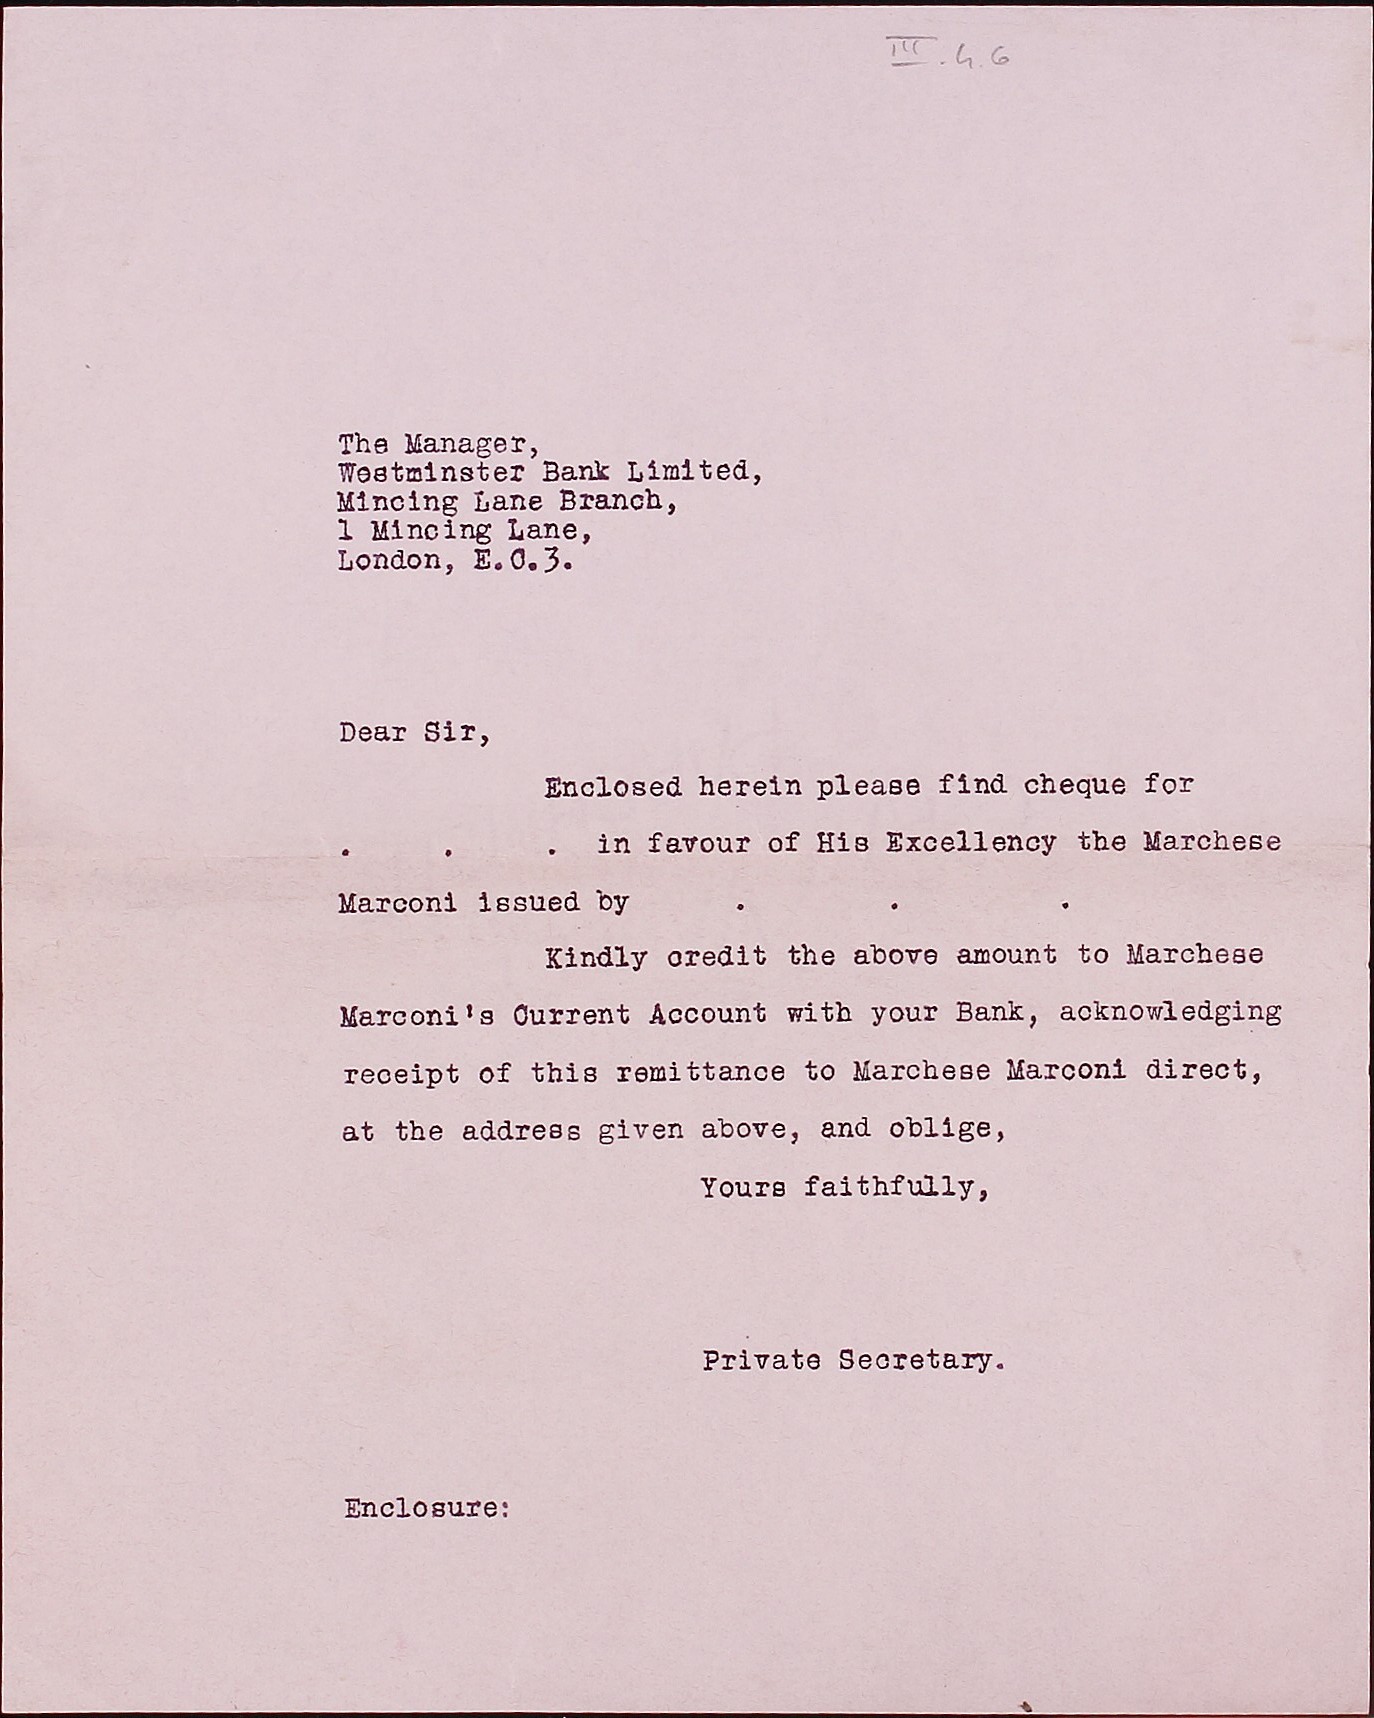 III.4.6
The Manager,
Westminster Bank Limited,
Mincing Lane Branch,
1 Mincing Lane,
London, E.C.3.
Dear Sir,
Enclosed herein please find cheque for
. . . in favour of His Excellency the Marchese
Marconi issued by . . .
Kindly credit the above amount to Marchese
Marconi's Current Account with your Bank, acknowledging
receipt of this remittance to Marchese Marconi direct,
at the address given above, and oblige,
Yours faithfully,
Private Secretary.
Enclosure: